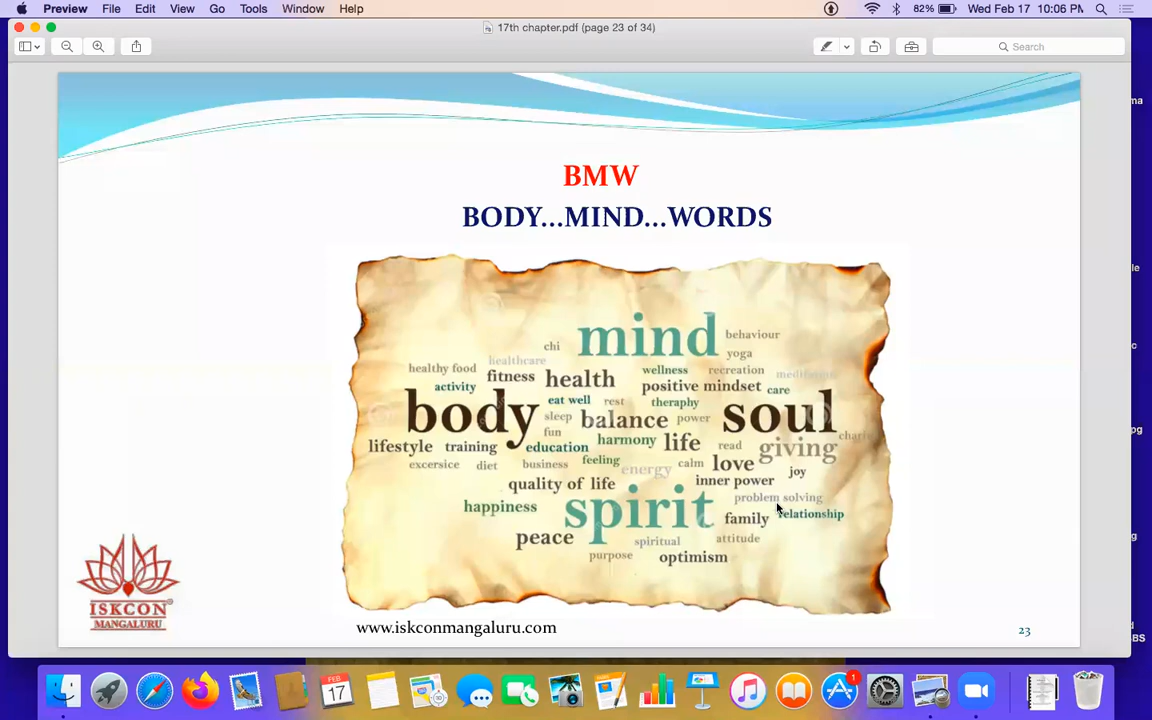 Preview File Edit View Go Tools Window Help 82% Wed Feb 17 10:06 PM
17th chapter.pdf (page 23 of 34)
Search
BMW
BODY...MIND...WORDS
mind behaviour
chi yoga
healthcare
healthy food fitness health wellness recreation
activity positive mindset care
body eat well rest theraphy soul
sleep balance power
fun
lifestyle training education harmony life read giving
excersice diet business feeling energy calm love joy
quality of life inner power
problem solving
happiness spirit family relationship
peace spiritual attitude
purpose optimism
ISKCON
MANGALURU
www.iskconmangaluru.com
23
FEB
17
1